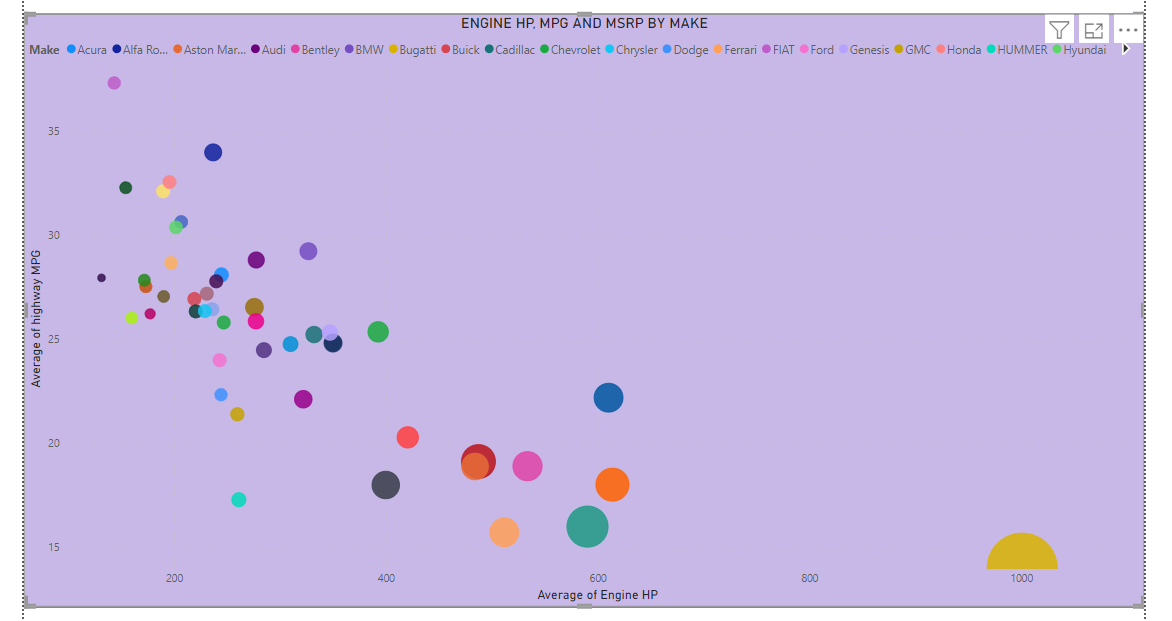 ENGINE HP, MPG AND MSRP BY MAKE
Make Acura Alfa Ro... Aston Mar... Audi Bentley BMW Bugatti Buick Cadillac Chevrolet Chrysler Dodge Ferrari FIAT Ford Genesis GMC Honda HUMMER Hyundai
Average of highway MPG
35
30
25
20
15
200 400 600 800 1000
Average of Engine HP